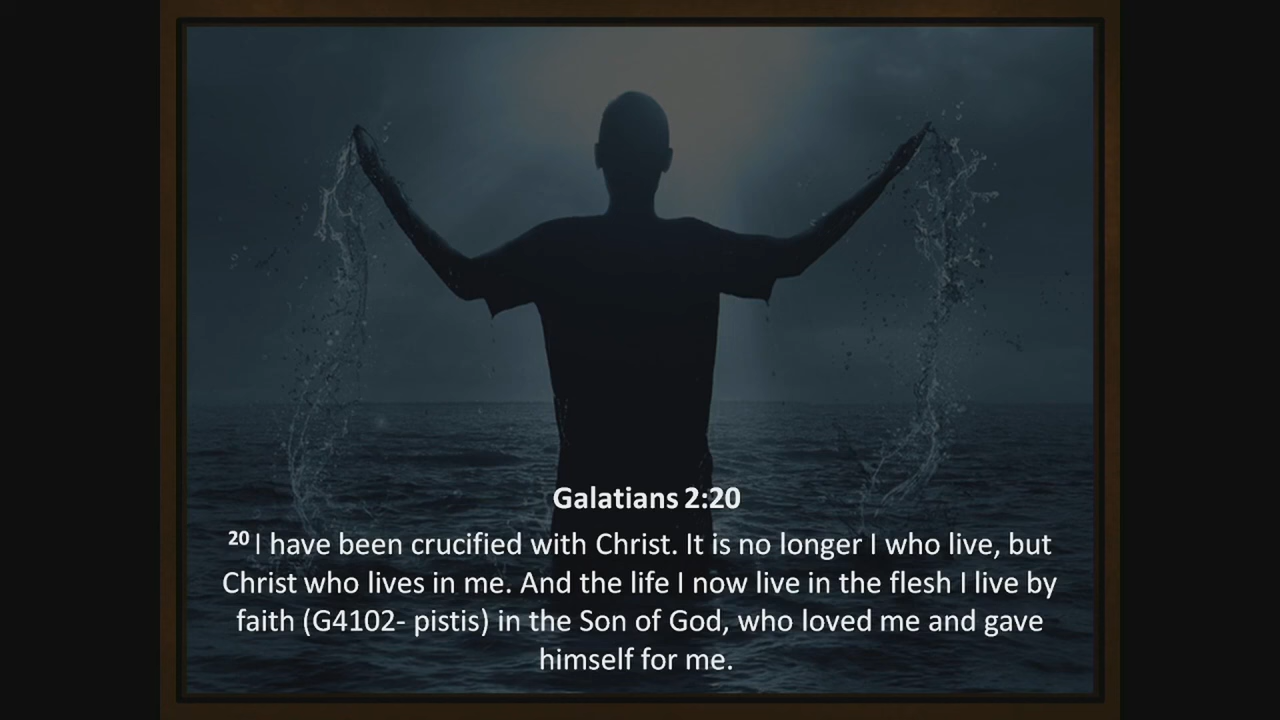 Galatians 2:20
20 I have been crucified with Christ. It is no longer I who live, but
Christ who lives in me. And the life I now live in the flesh I live by
faith (G4102- pistis) in the Son of God, who loved me and gave
himself for me.